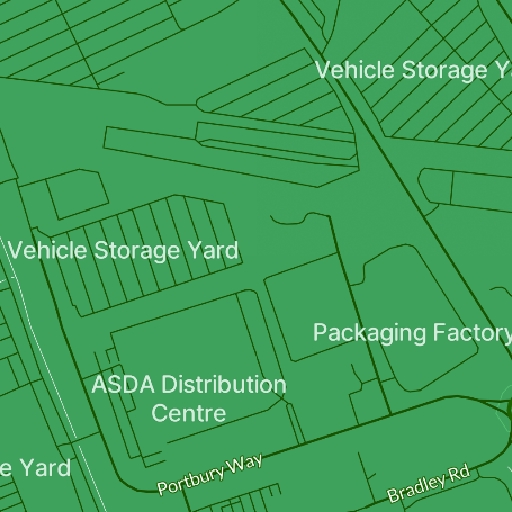 Vehicle Storage Ya
Vehicle Storage Yard
Packaging Factory
ASDA Distribution
Centre
Portbury Way
e Yard
Bradley Rd